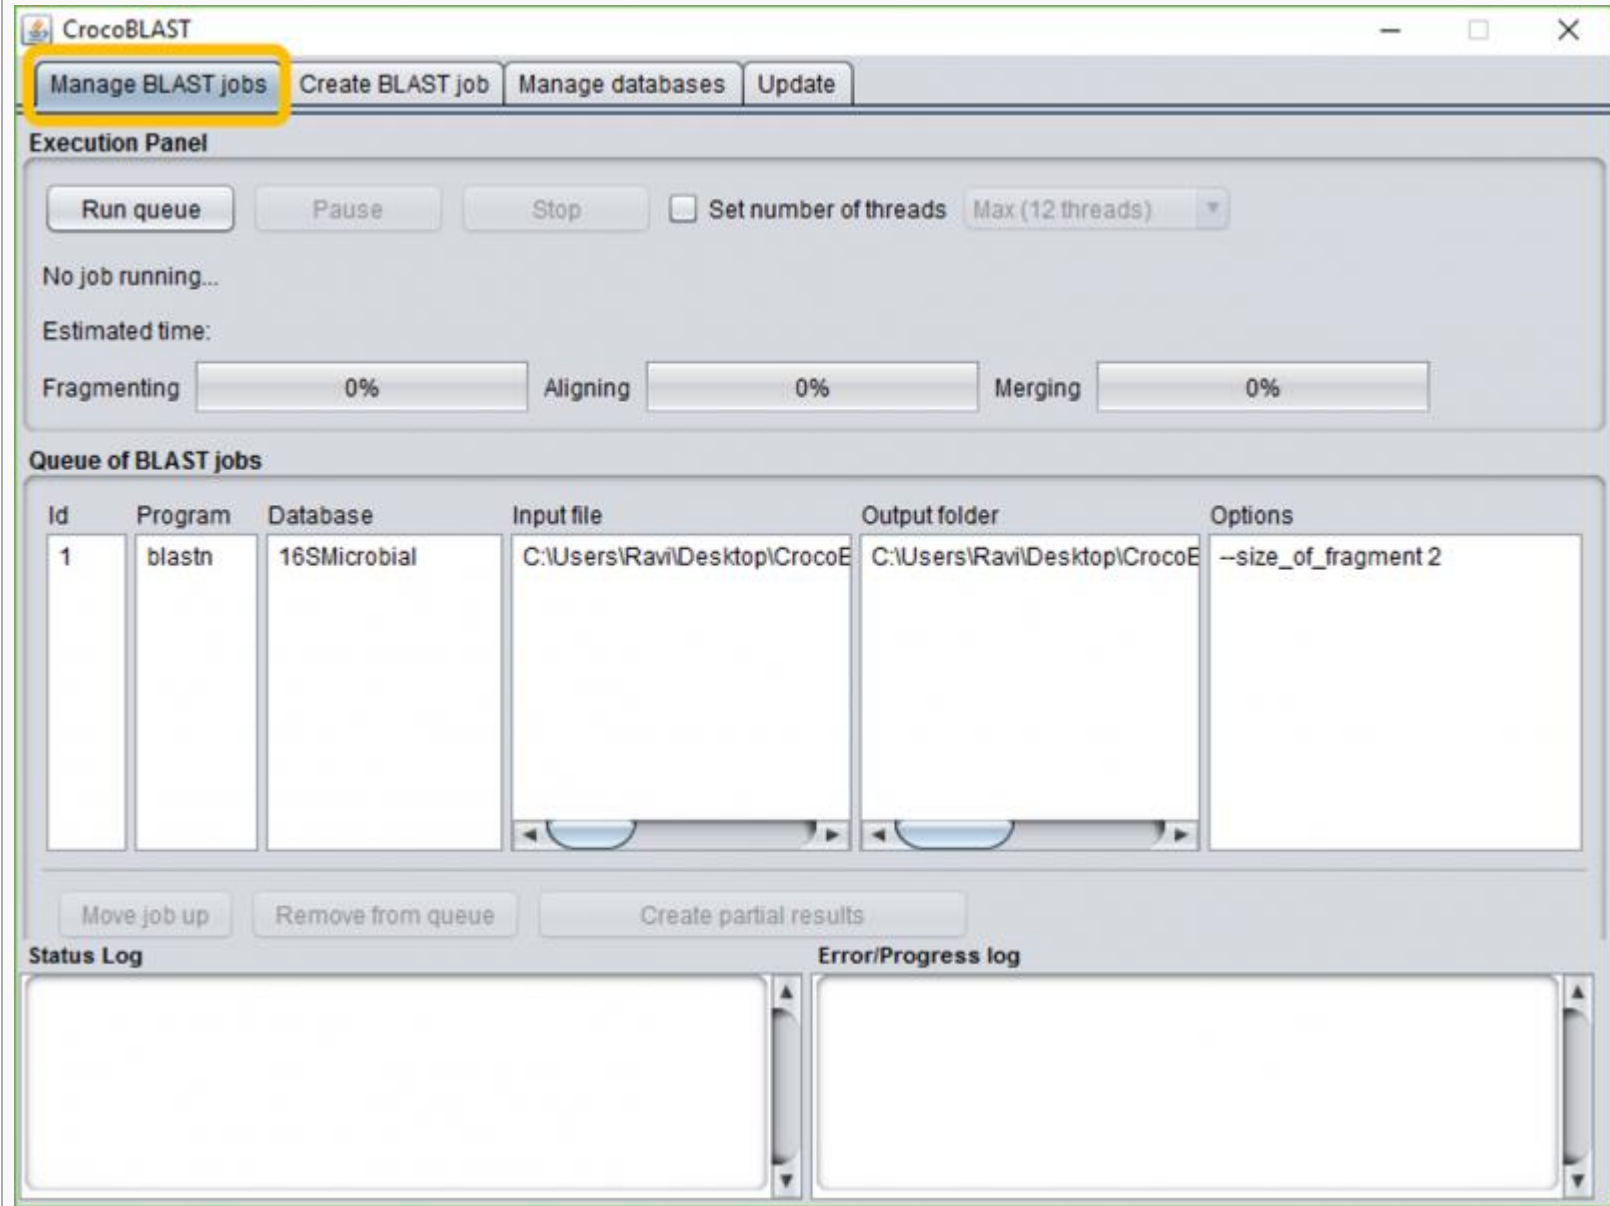 CrocoBLAST
Manage BLAST jobs Create BLAST job Manage databases Update
Execution Panel
Run queue Pause Stop Set number of threads Max (12 threads)
No job running...
Estimated time:
Fragmenting 0% Aligning 0% Merging 0%
Queue of BLAST jobs
Id Program Database Input file Output folder Options
1 blastn 16SMicrobial C:\Users\Ravi\Desktop\CrocoE C:\Users\Ravi\Desktop\CrocoE --size_of_fragment 2
Move job up Remove from queue Create partial results
Status Log Error/Progress log